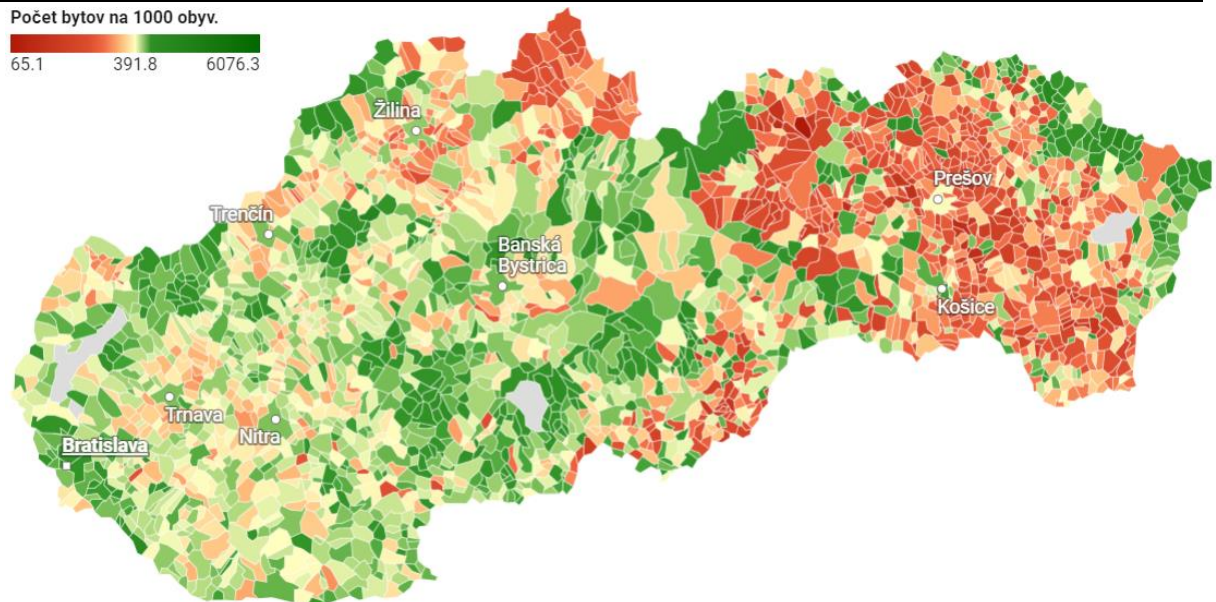 Počet bytov na 1000 obyv.
65.1 391.8 6076.3
Žilina
Prešov
Trenčín
Banská
Bystrica
Košice
Trnava
Nitra
Bratislava